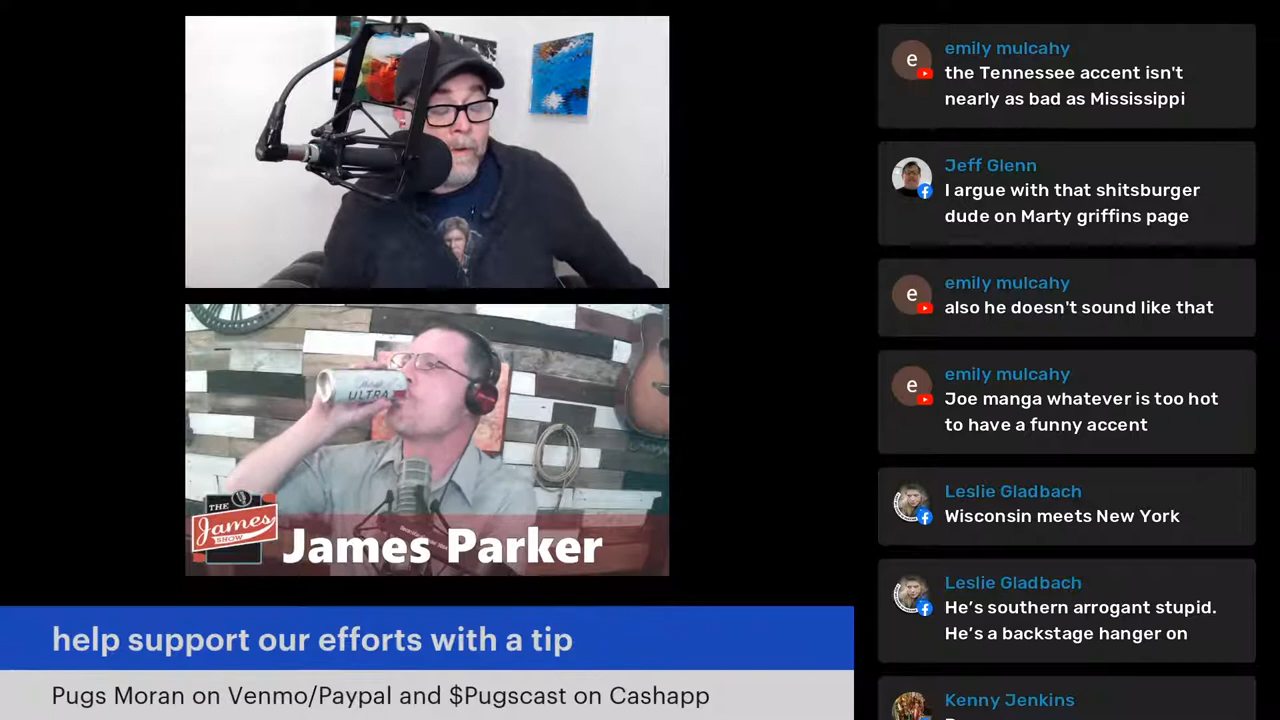 ULTRA
THE
James
SHOW
James Parker
help support our efforts with a tip
Pugs Moran on Venmo/Paypal and $Pugscast on Cashapp
emily mulcahy
the Tennessee accent isn't
nearly as bad as Mississippi
Jeff Glenn
I argue with that shitsburger
dude on Marty griffins page
emily mulcahy
also he doesn't sound like that
emily mulcahy
Joe manga whatever is too hot
to have a funny accent
Leslie Gladbach
Wisconsin meets New York
Leslie Gladbach
He’s southern arrogant stupid.
He’s a backstage hanger on
Kenny Jenkins